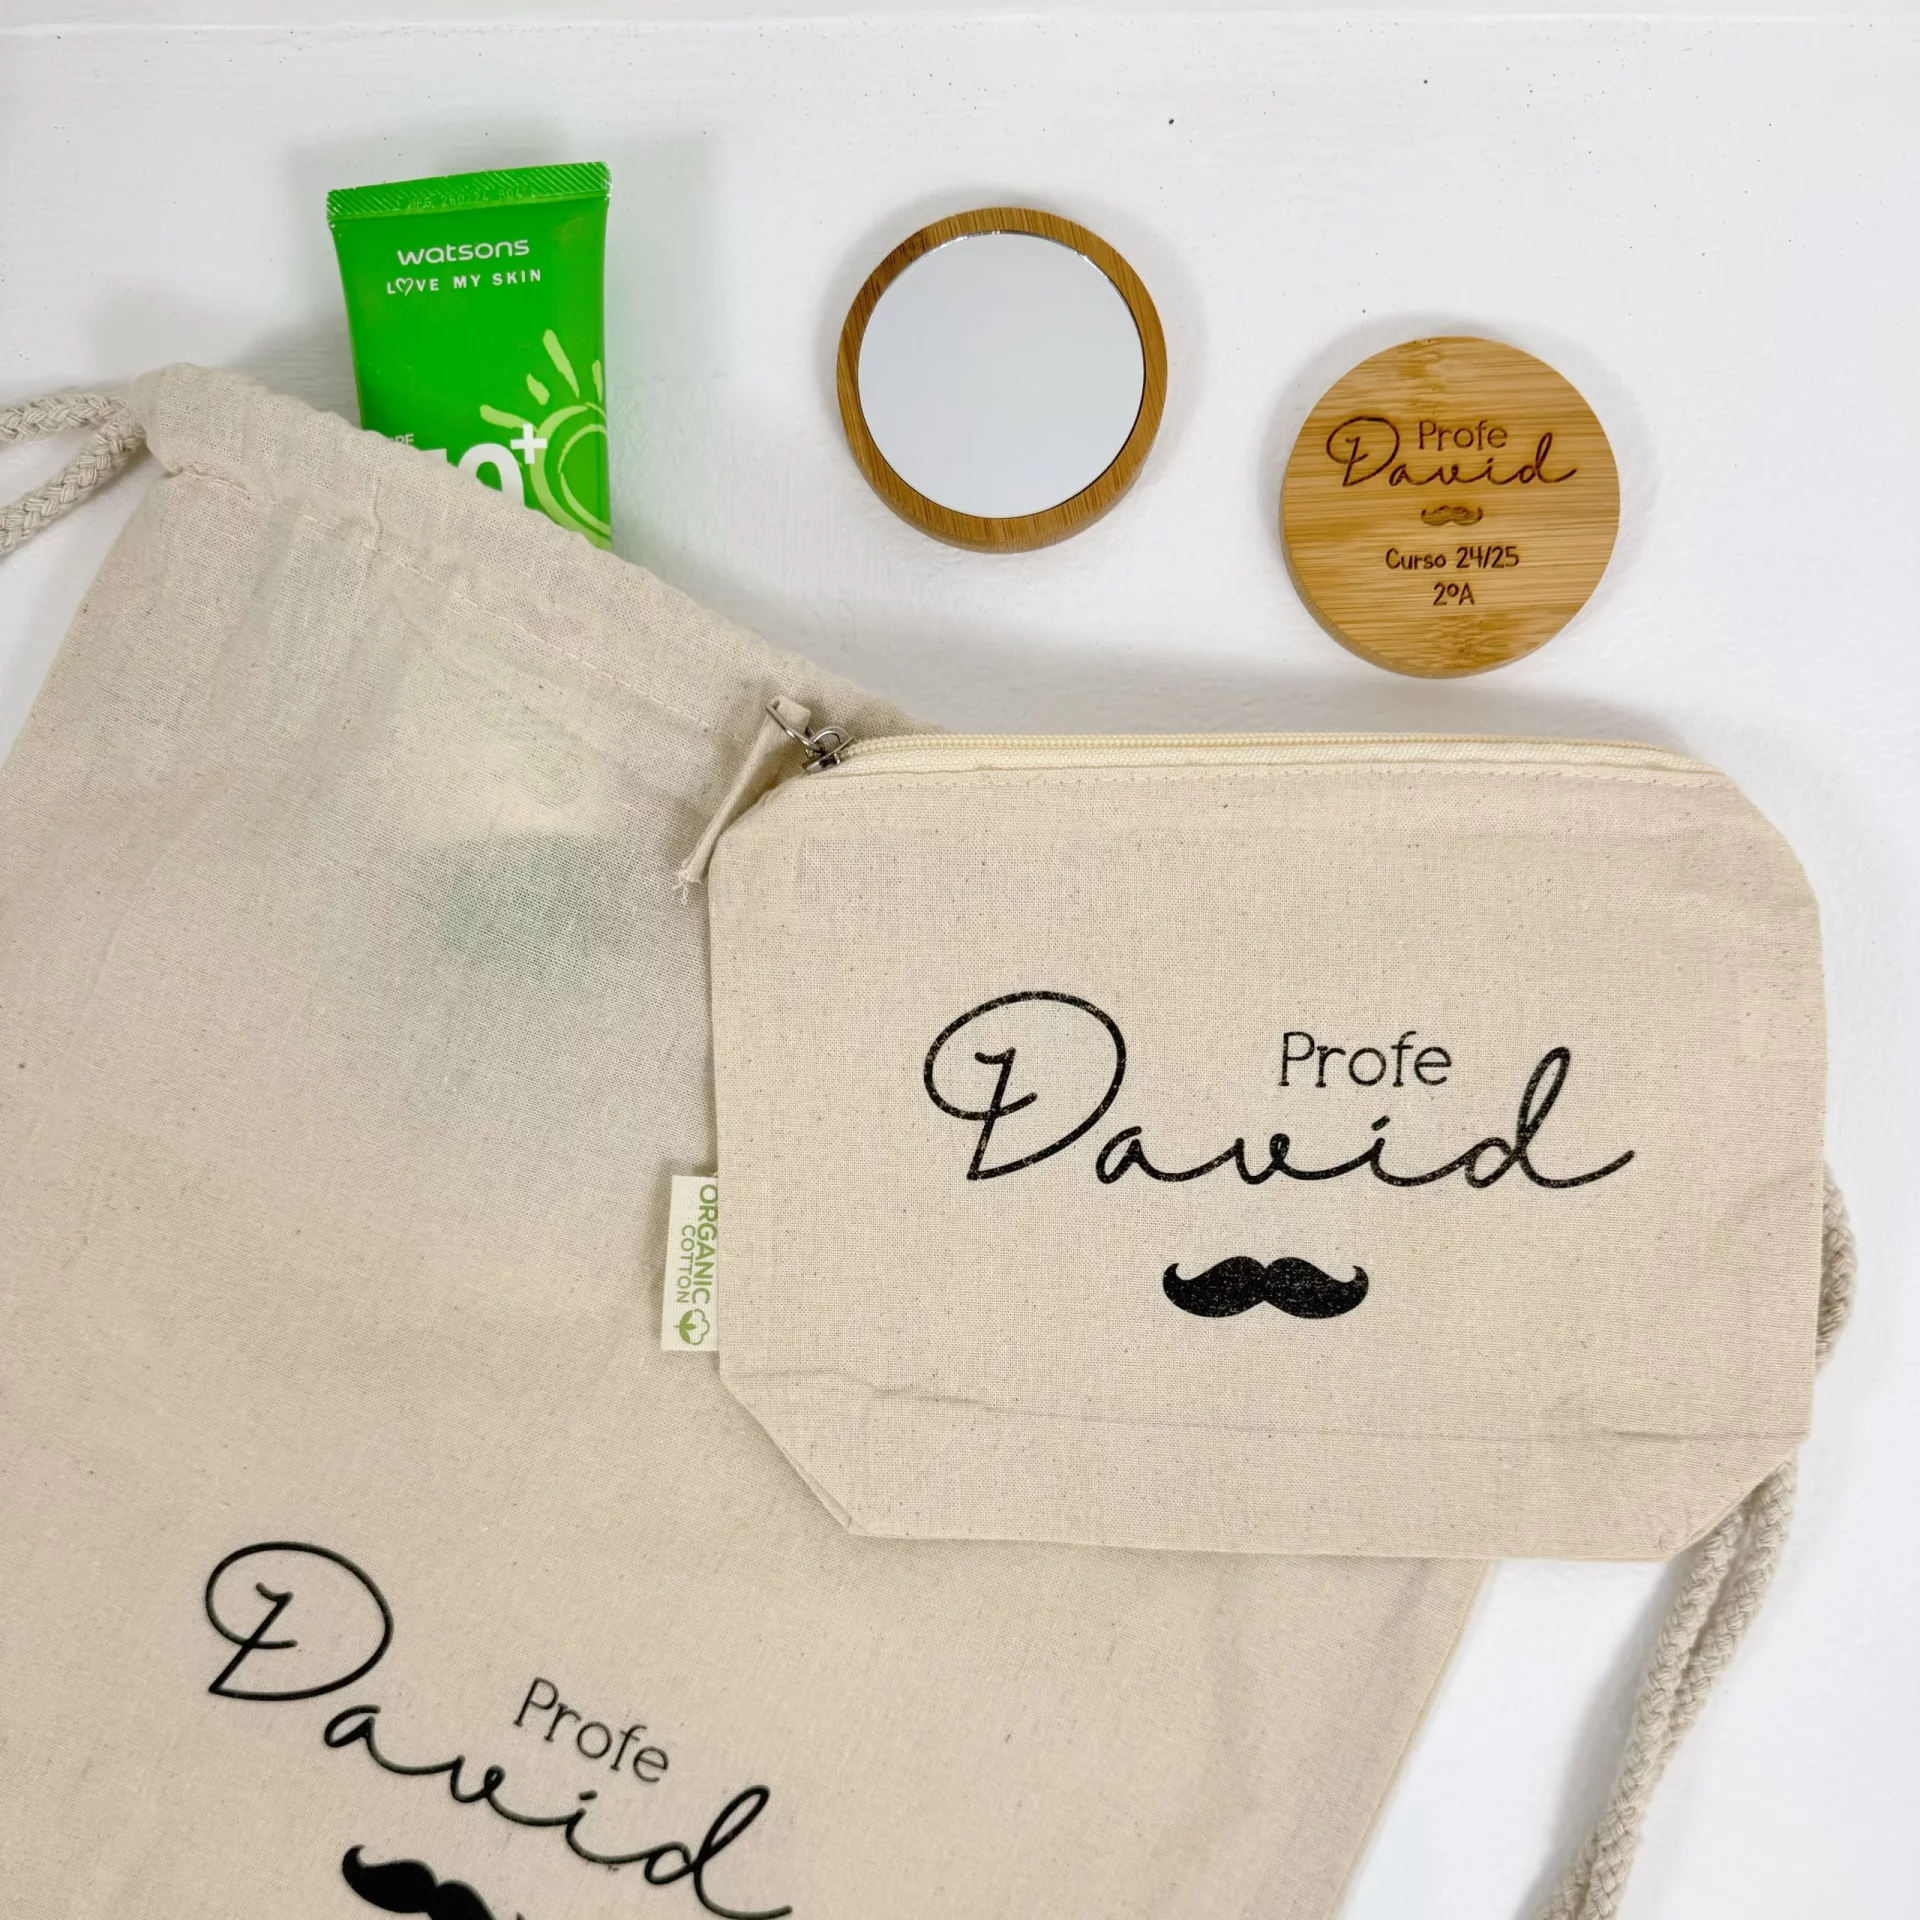 watsons
LOVE MY SKIN
Profe
David
Curso 24/25
2ºA
Profe
David
ORGANIC
COTTON
Profe
David